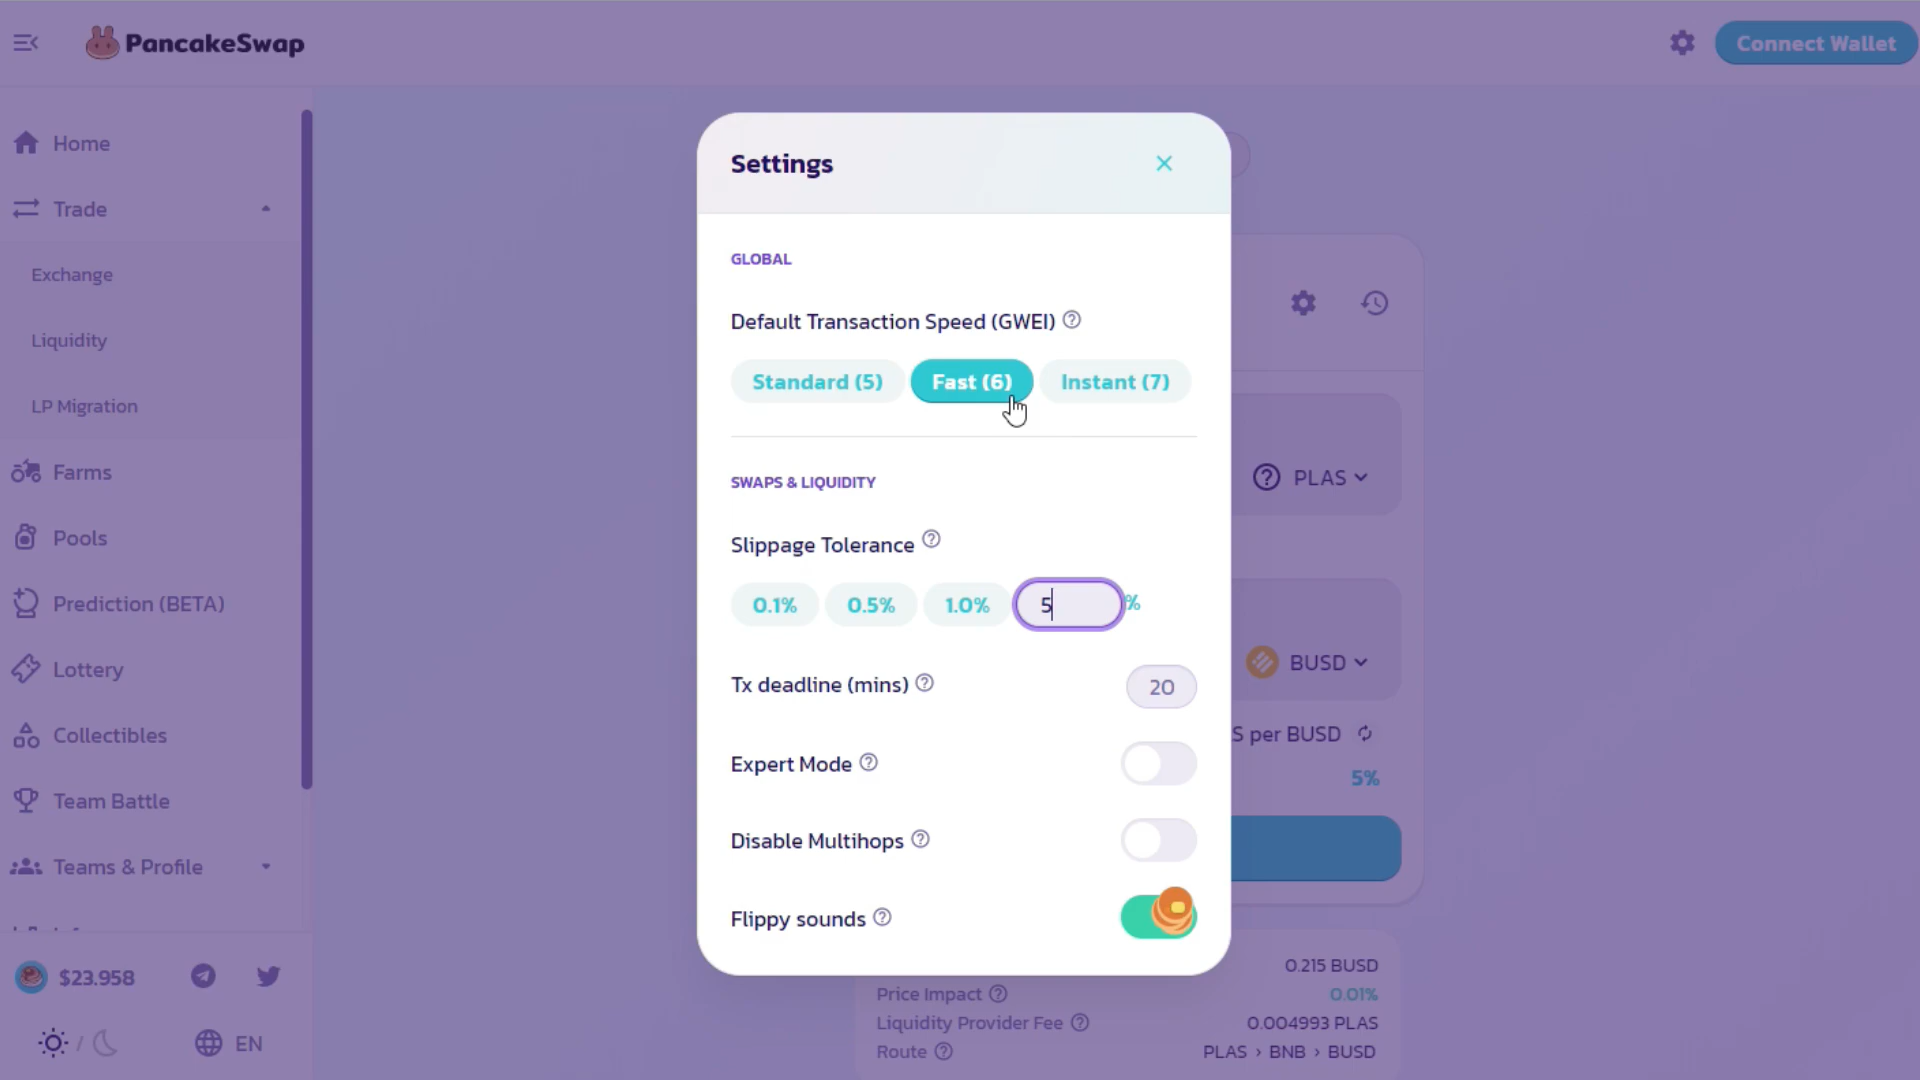 PancakeSwap
Connect Wallet
Home
Trade
Exchange
Liquidity
LP Migration
Farms
Pools
Prediction (BETA)
Lottery
Collectibles
Team Battle
Teams & Profile
$23.958
EN
Settings
GLOBAL
Default Transaction Speed (GWEI)
Standard (5) Fast (6) Instant (7)
SWAPS & LIQUIDITY
Slippage Tolerance
0.1% 0.5% 1.0% 5 %
Tx deadline (mins) 20
Expert Mode
Disable Multihops
Flippy sounds
PLAS
BUSD
S per BUSD
5%
0.215 BUSD
Price Impact 0.01%
Liquidity Provider Fee 0.004993 PLAS
Route PLAS > BNB > BUSD